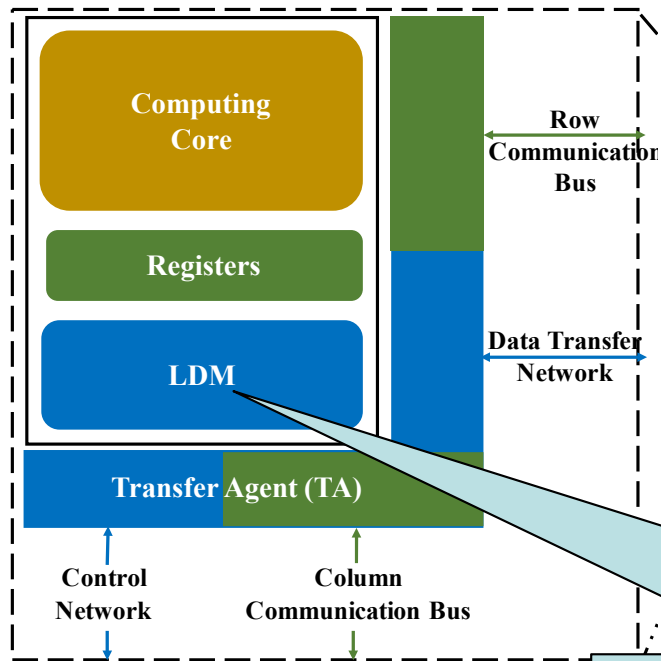 Computing
Core
Row
Communication
Bus
Registers
Data Transfer
Network
LDM
Transfer Agent (TA)
Control
Network
Column
Communication Bus